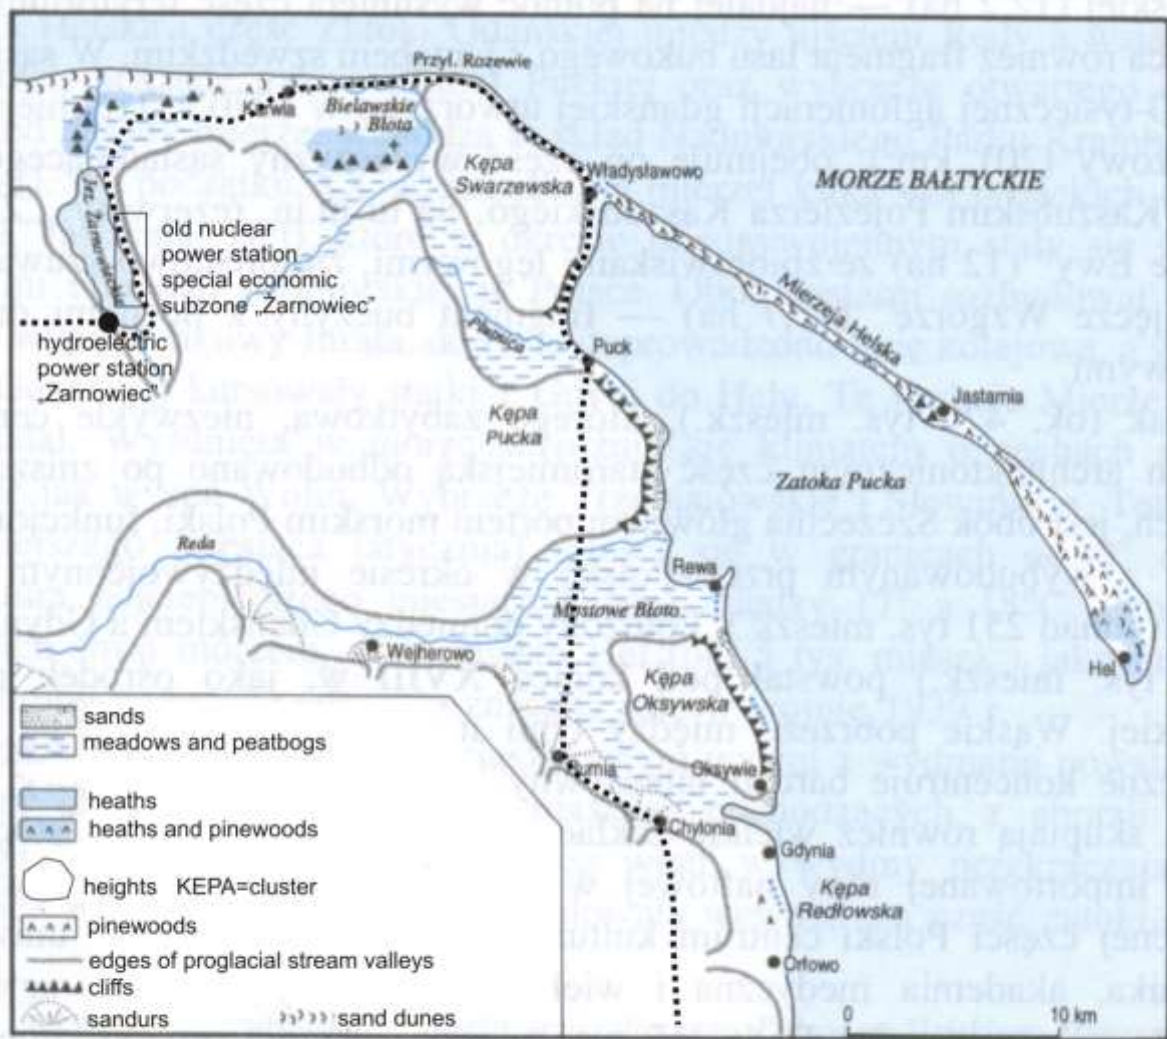 Przyl. Rozewie
Karwia
Bielawskie
Błota
Kępa
Swarzewska
Władysławowo
MORZE BAŁTYCKIE
Jez. Żarnowieckie
old nuclear
power station
special economic
subzone „Żarnowiec”
Mierzeja Helska
Płutnica
Puck
hydroelectric
power station
„Zarnowiec”
Jastarnia
Kępa
Pucka
Zatoka Pucka
Reda
Rewa
Mostowe Błoto
Wejherowo
Hel
Kępa
Oksywska
sands
meadows and peatbogs
Rumia
Oksywie
heaths
heaths and pinewoods
Chylonia
Gdynia
heights KEPA=cluster
Kępa
Redłowska
pinewoods
edges of proglacial stream valleys
Orłowo
cliffs
sandurs
sand dunes
0 10 km